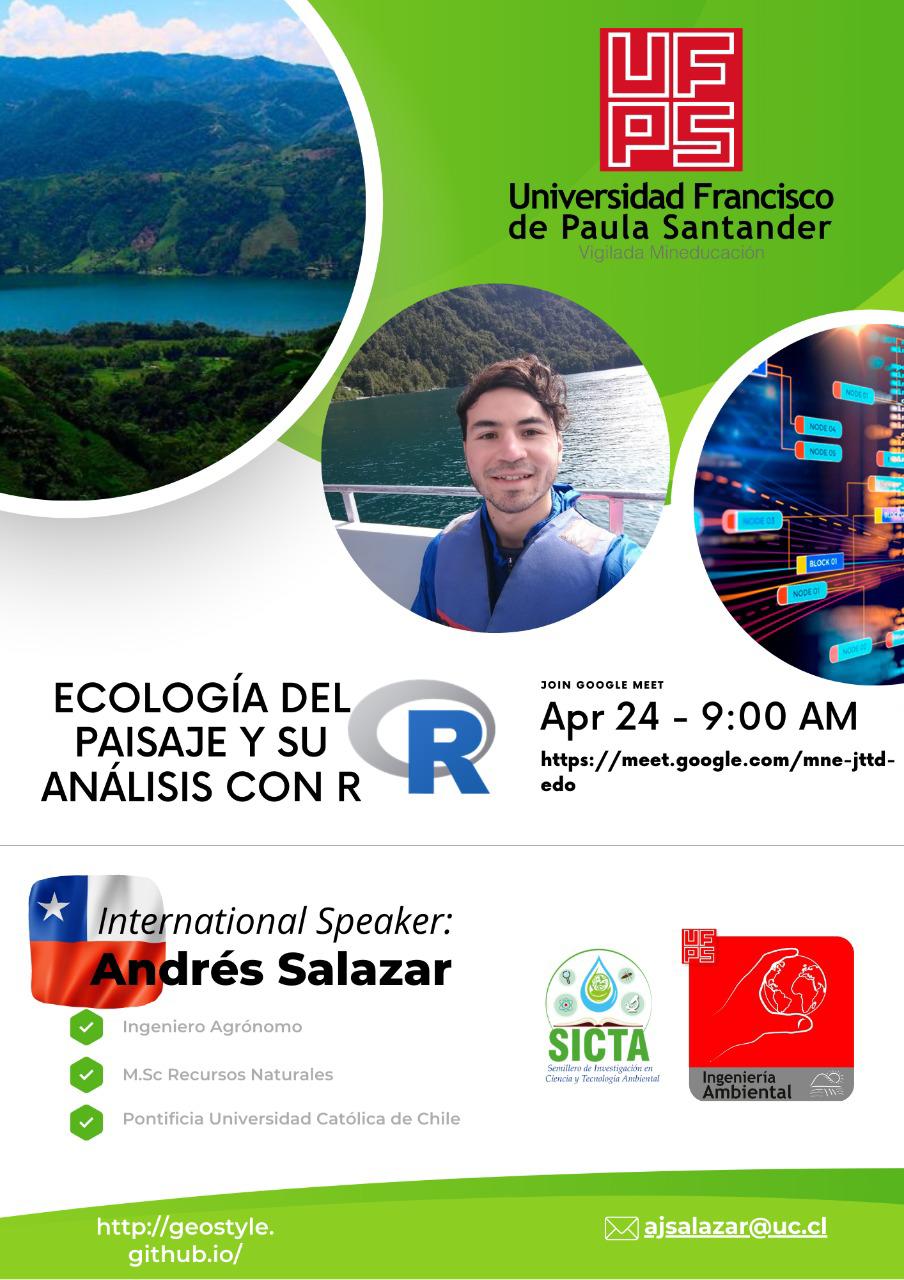 UFPS
Universidad Francisco
de Paula Santander
Vigilada Mineducación
NODE 01
NODE 04
NODE 05
NODE 03
BLOCK 01
NODE 01
ECOLOGÍA DEL
PAISAJE Y SU
ANÁLISIS CON R
R
JOIN GOOGLE MEET
Apr 24 - 9:00 AM
https://meet.google.com/mne-jttd-
edo
International Speaker:
Andrés Salazar
Ingeniero Agrónomo
M.Sc Recursos Naturales
Pontificia Universidad Católica de Chile
SICTA
Semillero de Investigación en
Ciencia y Tecnología Ambiental
UFPS
Ingeniería
Ambiental
http://geostyle.
github.io/
ajsalazar@uc.cl